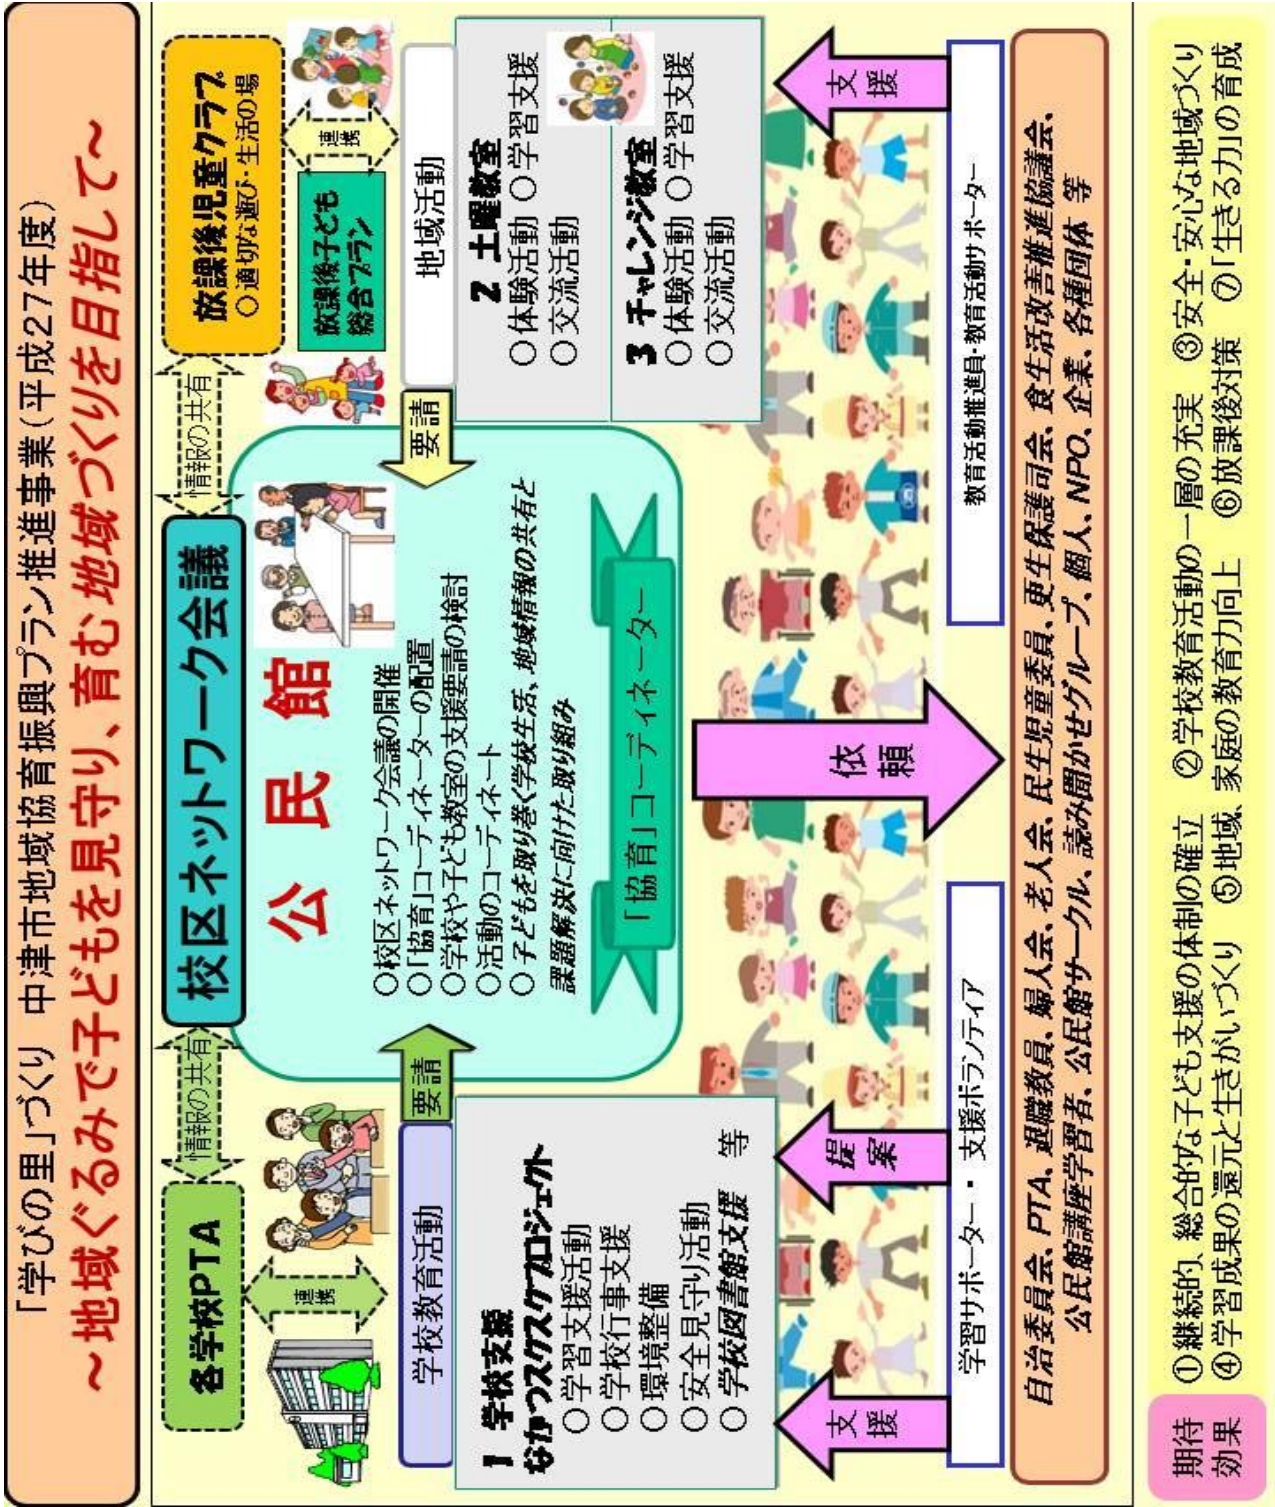 「学びの里」づくり 中津市地域協育振興プラン推進事業(平成27年度)
～地域ぐるみで子どもを見守り、育む地域づくりを目指して～
各学校PTA
情報の共有
校区ネットワーク会議
情報の共有
放課後児童クラブ
○適切な遊び・生活の場
連携
連携
放課後子ども
総合プラン
公民館
○校区ネットワーク会議の開催
○「協育」コーディネーターの配置
○学校や子ども教室の支援要請の検討
○活動のコーディネート
○子どもを取り巻く学校生活、地域情報の共有と
課題解決に向けた取り組み
「協育」コーディネーター
学校教育活動
要請
要請
地域活動
1 学校支援
なかつスクスクプロジェクト
○学習支援活動
○学校行事支援
○環境整備
○安全見守り活動
○学校図書館支援 等
2 土曜教室
○体験活動 ○学習支援
○交流活動
3 チャレンジ教室
○体験活動 ○学習支援
○交流活動
支援
提案
依頼
支援
学習サポーター・支援ボランティア
教育活動推進員・教育活動サポーター
自治委員会、PTA、退職教員、婦人会、老人会、民生児童委員、更生保護司会、食生活改善推進協議会、
公民館講座学習者、公民館サークル、読み聞かせグループ、個人、NPO、企業、各種団体 等
期待
効果
①継続的、総合的な子ども支援の体制の確立 ②学校教育活動の一層の充実 ③安全・安心な地域づくり
④学習成果の還元と生きがいづくり ⑤地域、家庭の教育力向上 ⑥放課後対策 ⑦「生きる力」の育成